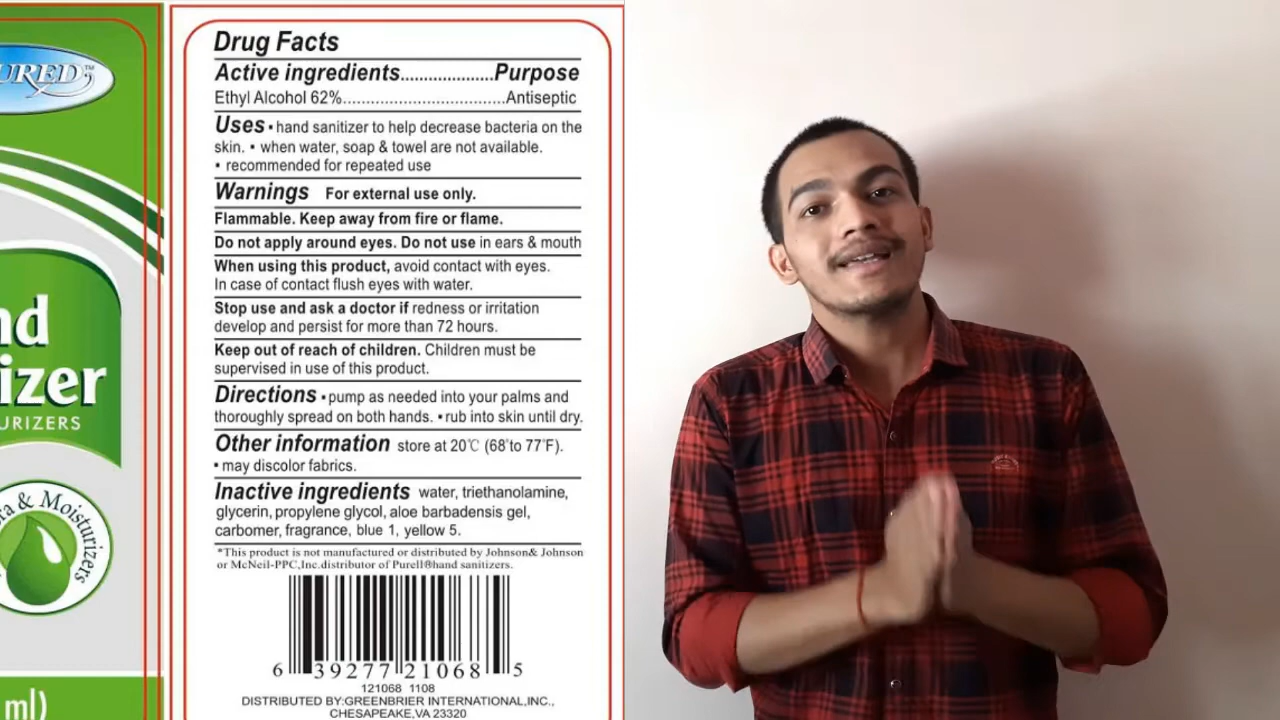 URED™
nd
izer
URIZERS
ra & Moisturizers
ml)
Drug Facts
Active ingredients....................Purpose
Ethyl Alcohol 62%...................................Antiseptic
Uses • hand sanitizer to help decrease bacteria on the
skin. • when water, soap & towel are not available.
• recommended for repeated use
Warnings For external use only.
Flammable. Keep away from fire or flame.
Do not apply around eyes. Do not use in ears & mouth
When using this product, avoid contact with eyes.
In case of contact flush eyes with water.
Stop use and ask a doctor if redness or irritation
develop and persist for more than 72 hours.
Keep out of reach of children. Children must be
supervised in use of this product.
Directions • pump as needed into your palms and
thoroughly spread on both hands. • rub into skin until dry.
Other information store at 20℃ (68°to 77°F).
• may discolor fabrics.
Inactive ingredients water, triethanolamine,
glycerin, propylene glycol, aloe barbadensis gel,
carbomer, fragrance, blue 1, yellow 5.
*This product is not manufactured or distributed by Johnson& Johnson
or McNeil-PPC,Inc.distributor of Purell®hand sanitizers.
6 39277 21068 5
121068 1108
DISTRIBUTED BY:GREENBRIER INTERNATIONAL,INC.,
CHESAPEAKE,VA 23320